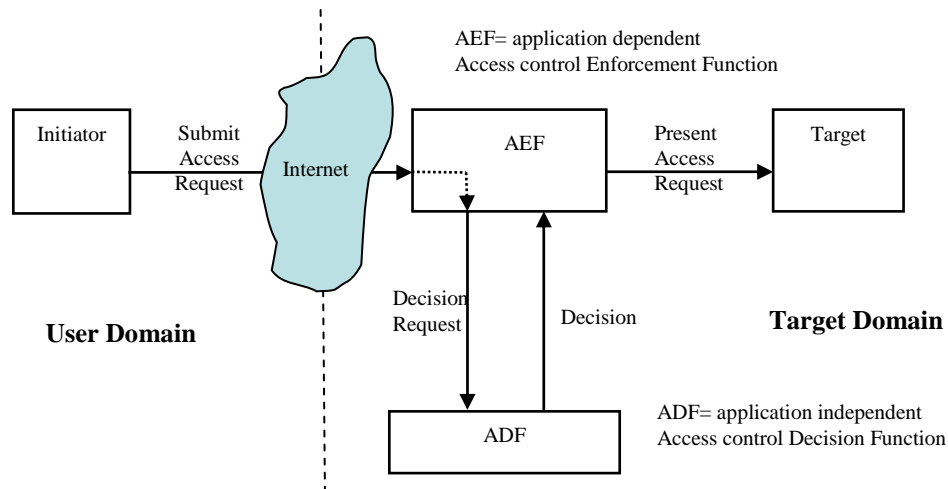 AEF= application dependent
Access control Enforcement Function
Initiator
Submit
Access
Request
Internet
AEF
Present
Access
Request
Target
Decision
Request
Decision
User Domain
Target Domain
ADF
ADF= application independent
Access control Decision Function